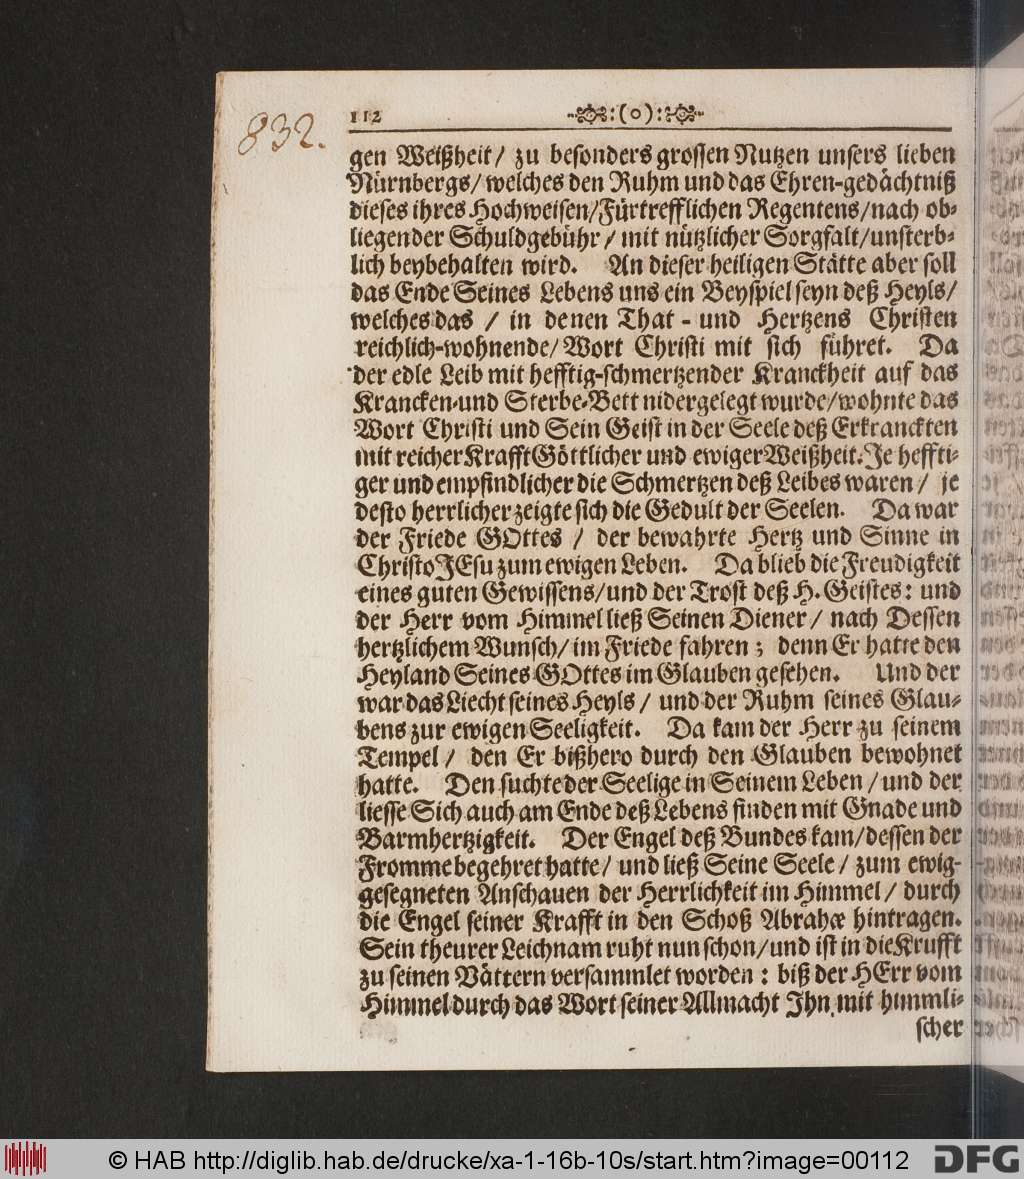 832.
112 :(o):
gen Weißheit/ zu besonders grossen Nutzen unsers lieben
Nürnbergs/ welches den Ruhm und das Ehren-gedächtniß
dieses ihres Hochweisen/Fürtrefflichen Regentens/nach ob-
liegender Schuldgebühr/ mit nützlicher Sorgfalt/unsterb-
lich beybehalten wird. An dieser heiligen Stätte aber soll
das Ende Seines Lebens uns ein Beyspiel seyn deß Heyls/
welches das / in denen That - und Hertzens Christen
reichlich-wohnende/ Wort Christi mit sich führet. Da
der edle Leib mit hefftig-schmertzender Kranckheit auf das
Krancken-und Sterbe-Bett nidergelegt wurde/wohnte das
Wort Christi und Sein Geist in der Seele deß Erkranckten
mit reicher Krafft Göttlicher und ewiger Weißheit. Je heffti-
ger und empfindlicher die Schmertzen deß Leibes waren/ je
desto herrlicher zeigte sich die Gedult der Seelen. Da war
der Friede GOttes / der bewahrte Hertz und Sinne in
Christo JEsu zum ewigen Leben. Da blieb die Freudigkeit
eines guten Gewissens/und der Trost deß H. Geistes: und
der Herr vom Himmel ließ Seinen Diener/ nach Dessen
hertzlichem Wunsch/ im Friede fahren; denn Er hatte den
Heyland Seines GOttes im Glauben gesehen. Und der
war das Liecht seines Heyls/ und der Ruhm seines Glau-
bens zur ewigen Seeligkeit. Da kam der Herr zu seinem
Tempel/ den Er bißhero durch den Glauben bewohnet
hatte. Den suchte der Seelige in Seinem Leben/und der
liesse Sich auch am Ende deß Lebens finden mit Gnade und
Barmhertzigkeit. Der Engel deß Bundes kam/dessen der
Fromme begehret hatte/ und ließ Seine Seele/ zum ewig-
gesegneten Anschauen der Herrlichkeit im Himmel/ durch
die Engel seiner Krafft in den Schoß Abrahæ hintragen.
Sein theurer Leichnam ruht nun schon/und ist in die Krufft
zu seinen Vättern versammlet worden: biß der HErr vom
Himmel durch das Wort seiner Allmacht Ihn mit himmli-
scher
© HAB http://diglib.hab.de/drucke/xa-1-16b-10s/start.htm?image=00112
DFG